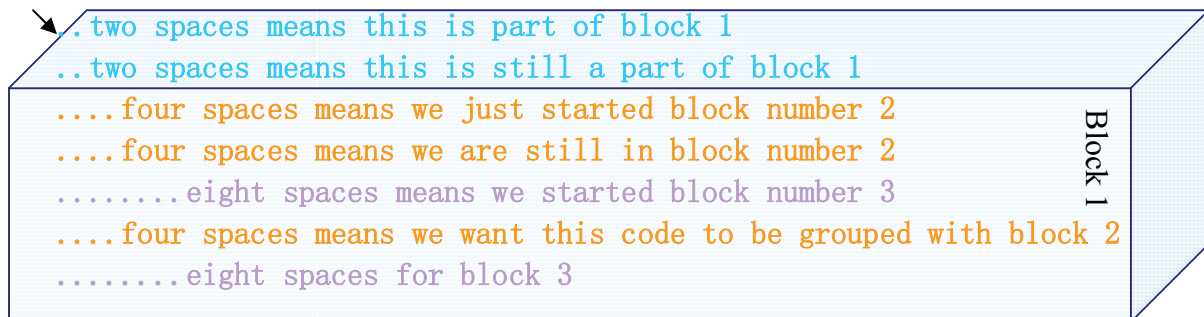 ..two spaces means this is part of block 1
..two spaces means this is still a part of block 1
....four spaces means we just started block number 2
....four spaces means we are still in block number 2
........eight spaces means we started block number 3
....four spaces means we want this code to be grouped with block 2
........eight spaces for block 3
Block 1